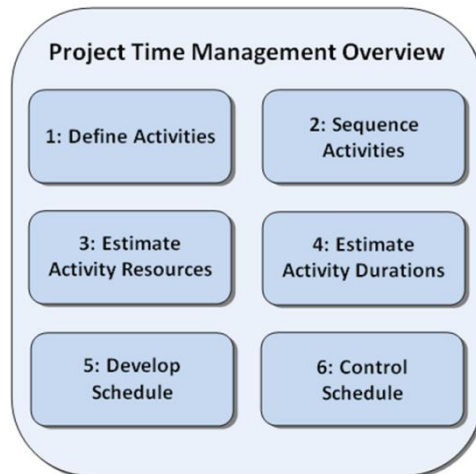 Project Time Management Overview
1: Define Activities
2: Sequence
Activities
3: Estimate
Activity Resources
4: Estimate
Activity Durations
5: Develop
Schedule
6: Control
Schedule